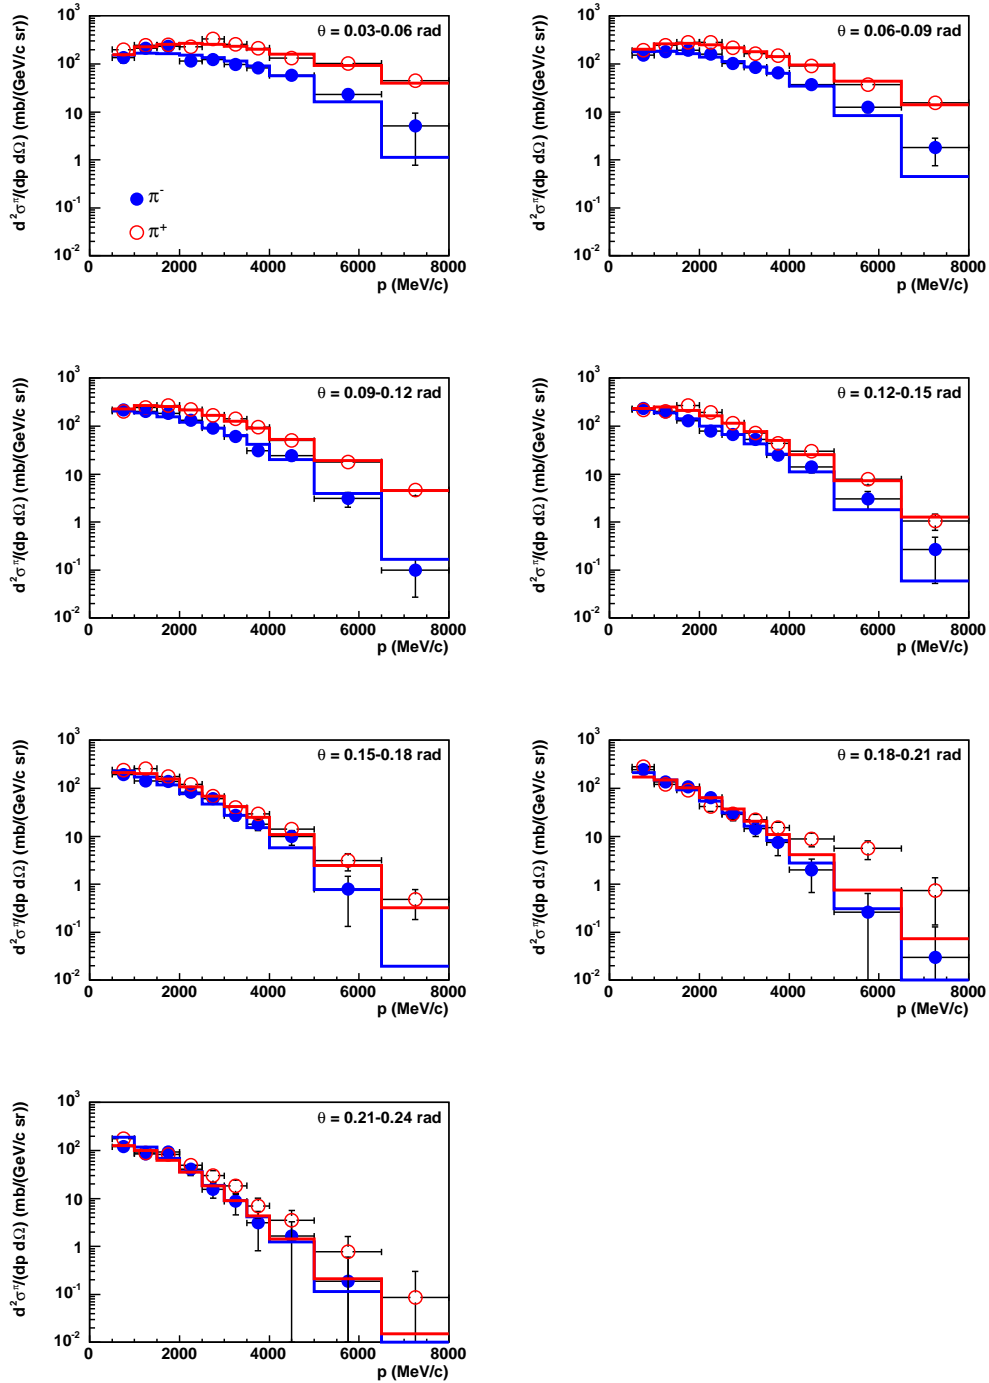 θ = 0.03-0.06 rad
d²σ^π/(dp dΩ) (mb/(GeV/c sr))
10³
10²
10
1
10⁻¹
10⁻²
π⁻
π⁺
0 2000 4000 6000 8000
p (MeV/c)
θ = 0.06-0.09 rad
d²σ^π/(dp dΩ) (mb/(GeV/c sr))
10³
10²
10
1
10⁻¹
10⁻²
0 2000 4000 6000 8000
p (MeV/c)
θ = 0.09-0.12 rad
d²σ^π/(dp dΩ) (mb/(GeV/c sr))
10³
10²
10
1
10⁻¹
10⁻²
0 2000 4000 6000 8000
p (MeV/c)
θ = 0.12-0.15 rad
d²σ^π/(dp dΩ) (mb/(GeV/c sr))
10³
10²
10
1
10⁻¹
10⁻²
0 2000 4000 6000 8000
p (MeV/c)
θ = 0.15-0.18 rad
d²σ^π/(dp dΩ) (mb/(GeV/c sr))
10³
10²
10
1
10⁻¹
10⁻²
0 2000 4000 6000 8000
p (MeV/c)
θ = 0.18-0.21 rad
d²σ^π/(dp dΩ) (mb/(GeV/c sr))
10³
10²
10
1
10⁻¹
10⁻²
0 2000 4000 6000 8000
p (MeV/c)
θ = 0.21-0.24 rad
d²σ^π/(dp dΩ) (mb/(GeV/c sr))
10³
10²
10
1
10⁻¹
10⁻²
0 2000 4000 6000 8000
p (MeV/c)